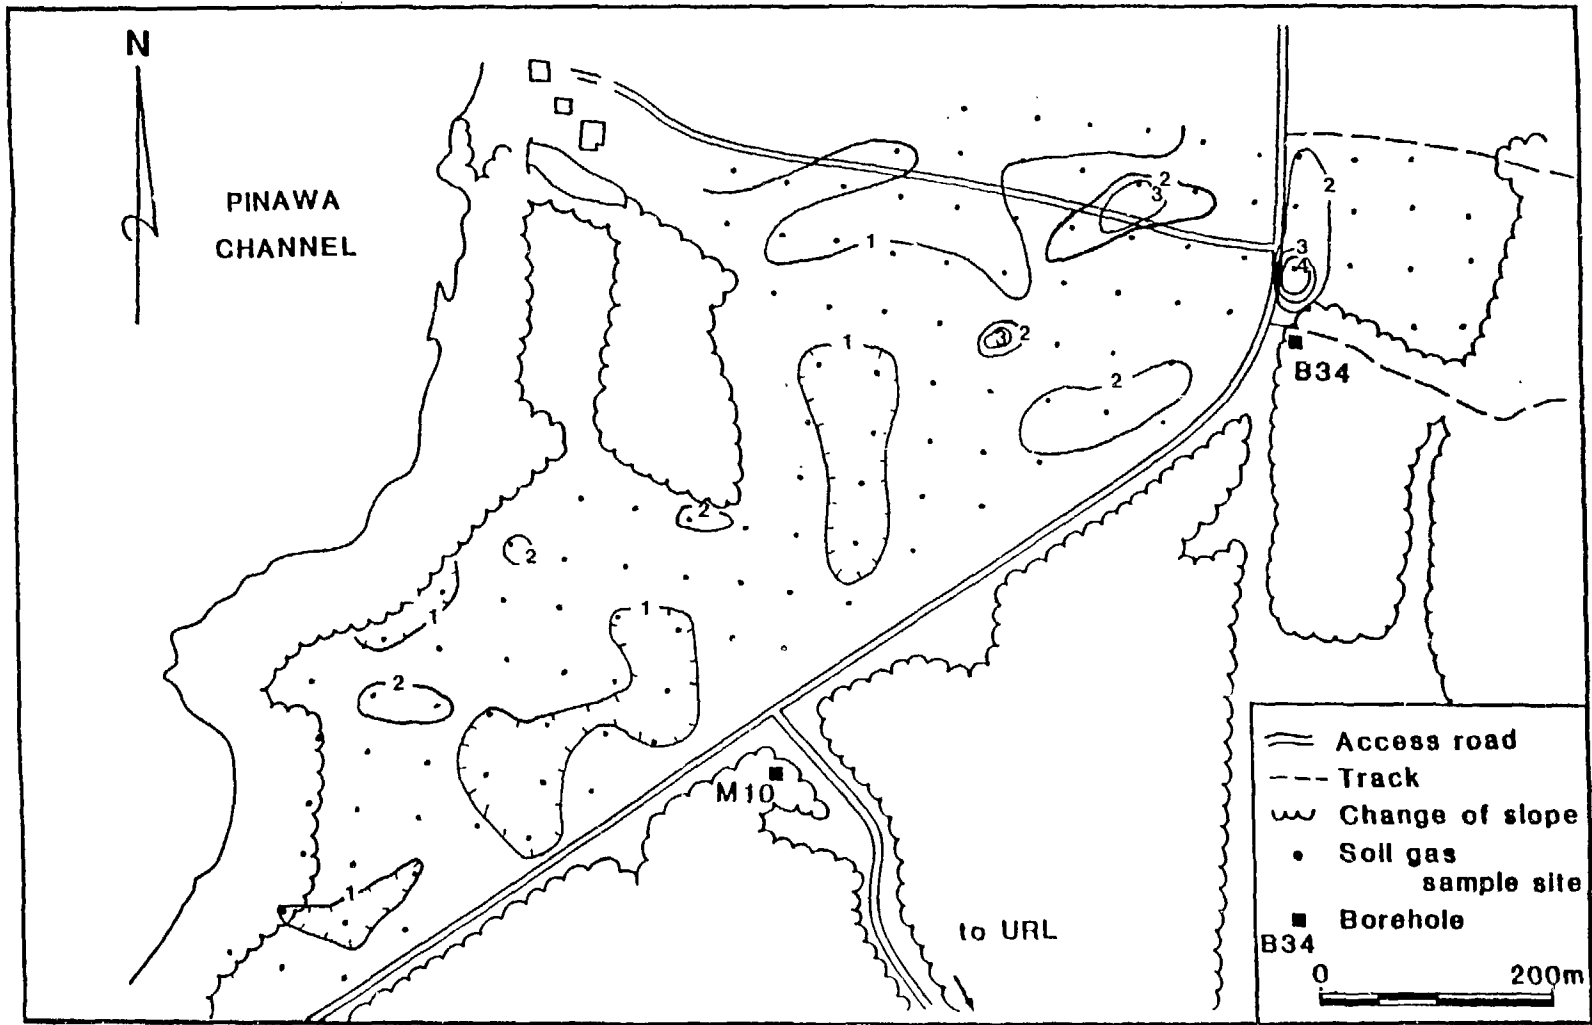 N
PINAWA
CHANNEL
2
3
2
1
3
4
3
2
1
2
B34
2
2
1
1
2
1
M10
to URL
Access road
Track
Change of slope
Soil gas
sample site
Borehole
B34
0
200m